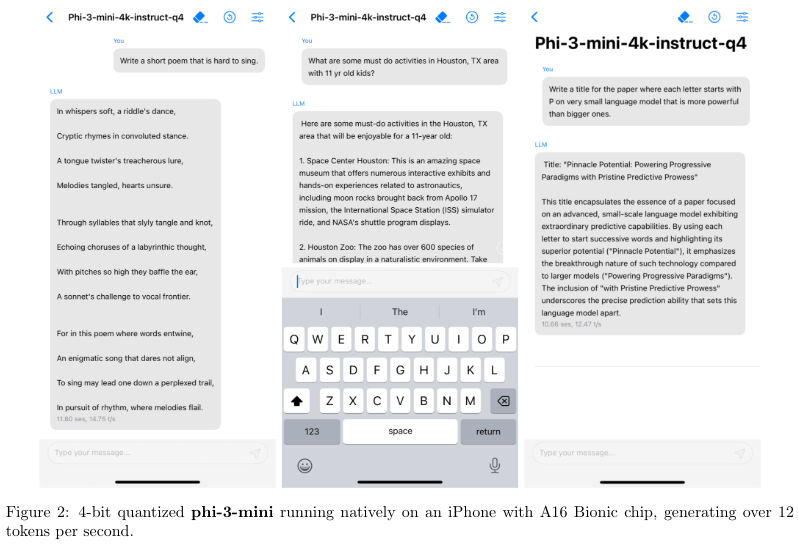 Phi-3-mini-4k-instruct-q4
You
Write a short poem that is hard to sing.
LLM
In whispers soft, a riddle's dance,
Cryptic rhymes in convoluted stance.
A tongue twister's treacherous lure,
Melodies tangled, hearts unsure.
Through syllables that slyly tangle and knot,
Echoing choruses of a labyrinthic thought,
With pitches so high they baffle the ear,
A sonnet's challenge to vocal frontier.
For in this poem where words entwine,
An enigmatic song that dares not align,
To sing may lead one down a perplexed trail,
In pursuit of rhythm, where melodies flail.
11.80 ses, 14.75 t/s
Type your message...
Phi-3-mini-4k-instruct-q4
You
What are some must do activities in Houston, TX area
with 11 yr old kids?
LLM
Here are some must-do activities in the Houston, TX
area that will be enjoyable for a 11-year-old:
1. Space Center Houston: This is an amazing space
museum that offers numerous interactive exhibits and
hands-on experiences related to astronautics,
including moon rocks brought back from Apollo 17
mission, the International Space Station (ISS) simulator
ride, and NASA's shuttle program displays.
2. Houston Zoo: The zoo has over 600 species of
animals on display in a naturalistic environment. Take
Type your message...
I The I'm
Q W E R T Y U I O P
A S D F G H J K L
Z X C V B N M
123 space return
Phi-3-mini-4k-instruct-q4
You
Write a title for the paper where each letter starts with
P on very small language model that is more powerful
than bigger ones.
LLM
Title: "Pinnacle Potential: Powering Progressive
Paradigms with Pristine Predictive Prowess"
This title encapsulates the essence of a paper focused
on an advanced, small-scale language model exhibiting
extraordinary predictive capabilities. By using each
letter to start successive words and highlighting its
superior potential ("Pinnacle Potential"), it emphasizes
the breakthrough nature of such technology compared
to larger models ("Powering Progressive Paradigms").
The inclusion of "with Pristine Predictive Prowess"
underscores the precise prediction ability that sets this
language model apart.
10.66 ses, 12.47 t/s
Type your message...
Figure 2: 4-bit quantized phi-3-mini running natively on an iPhone with A16 Bionic chip, generating over 12
tokens per second.